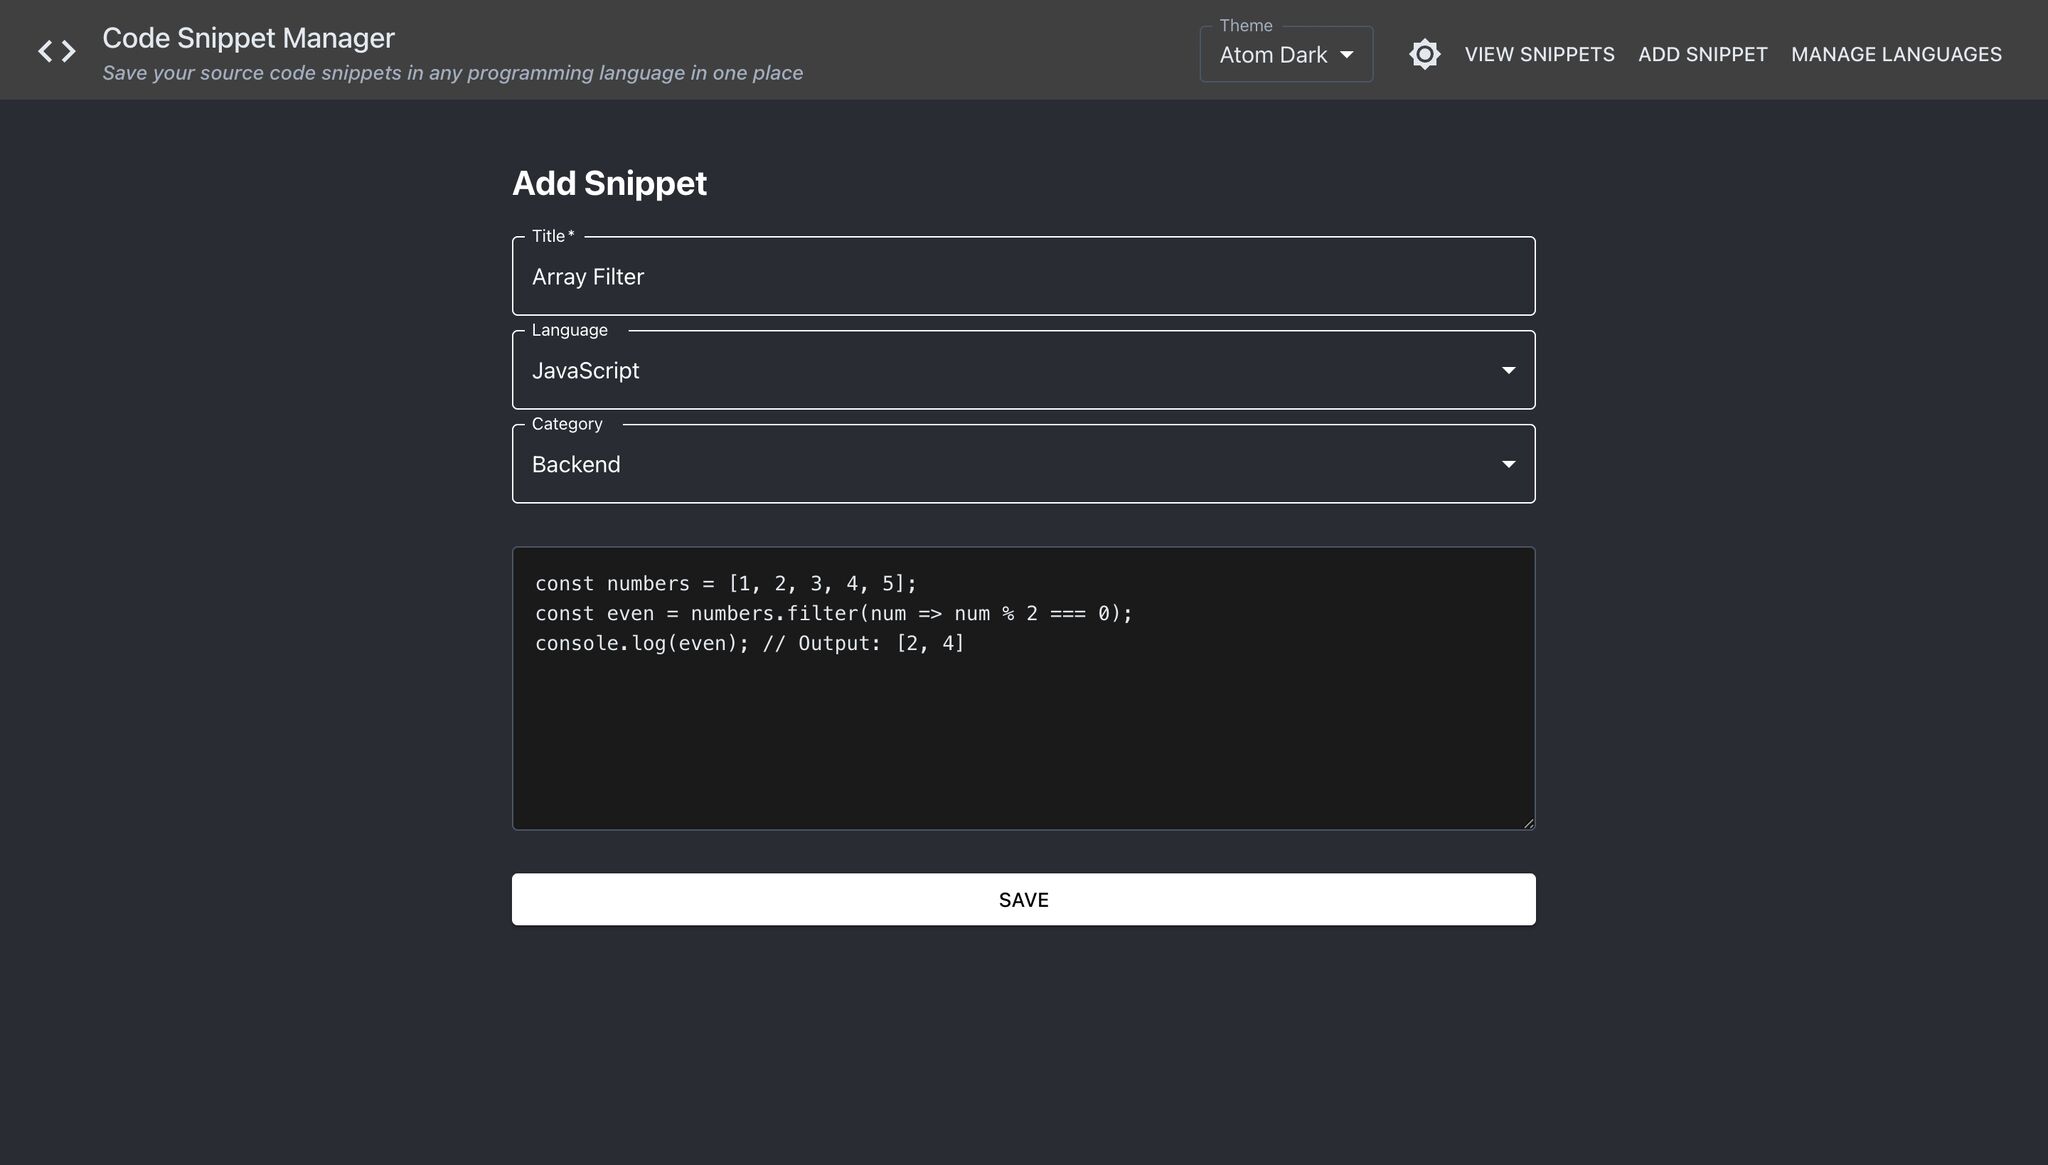 Code Snippet Manager
Save your source code snippets in any programming language in one place
Theme
Atom Dark
VIEW SNIPPETS
ADD SNIPPET
MANAGE LANGUAGES
Add Snippet
Title*
Array Filter
Language
JavaScript
Category
Backend
const numbers = [1, 2, 3, 4, 5];
const even = numbers.filter(num => num % 2 === 0);
console.log(even); // Output: [2, 4]
SAVE